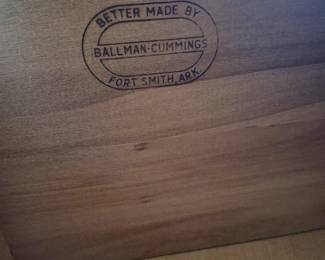 BETTER MADE BY
BALLMAN-CUMMINGS
FORT SMITH, ARK.